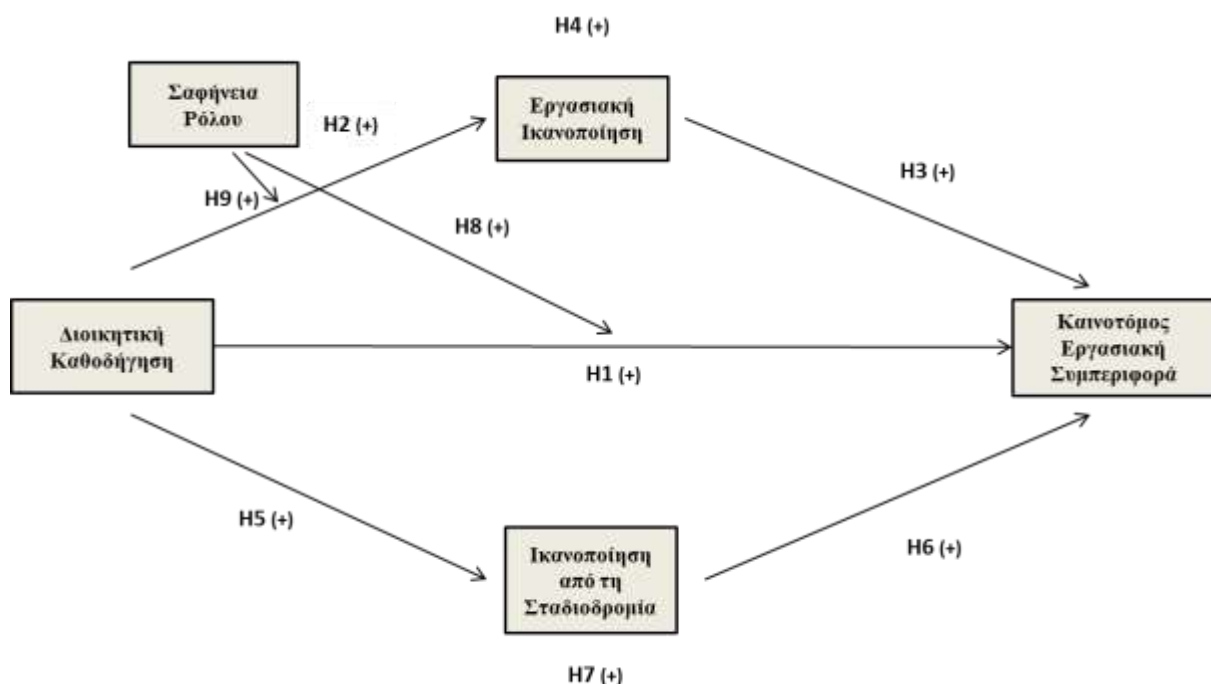 H4 (+)
Σαφήνεια
Ρόλου
Εργασιακή
Ικανοποίηση
H2 (+)
H3 (+)
H9 (+)
H8 (+)
Διοικητική
Καθοδήγηση
Καινοτόμος
Εργασιακή
Συμπεριφορά
H1 (+)
H5 (+)
H6 (+)
Ικανοποίηση
από τη
Σταδιοδρομία
H7 (+)